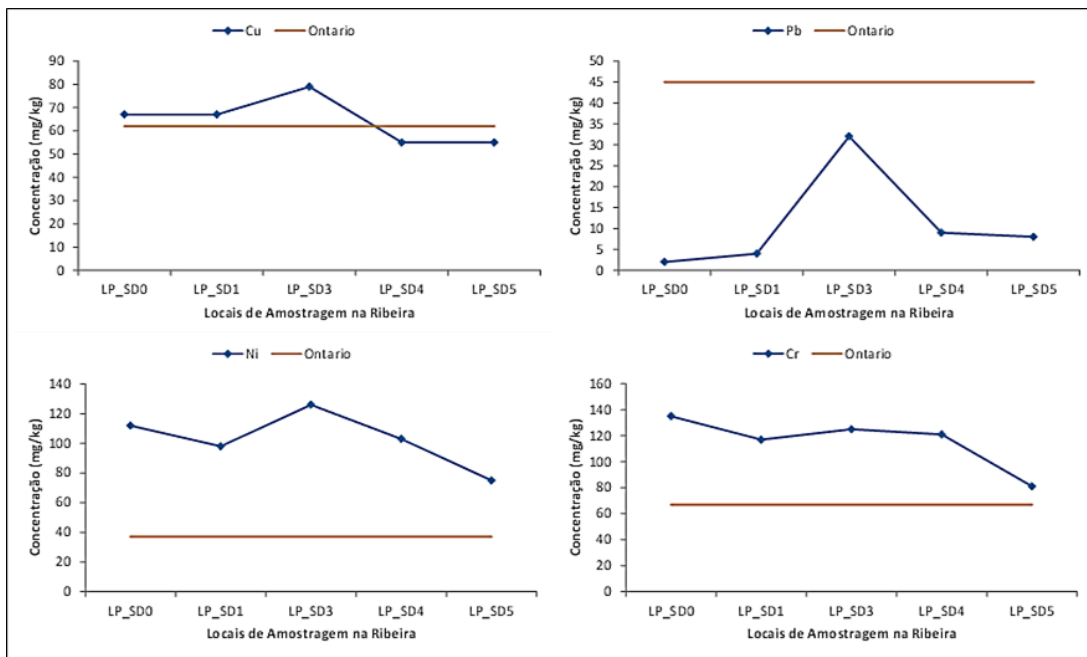 Cu Ontario
Concentração (mg/kg)
90
80
70
60
50
40
30
20
10
0
LP_SD0 LP_SD1 LP_SD3 LP_SD4 LP_SD5
Locais de Amostragem na Ribeira
Pb Ontario
Concentração (mg/kg)
50
45
40
35
30
25
20
15
10
5
0
LP_SD0 LP_SD1 LP_SD3 LP_SD4 LP_SD5
Locais de Amostragem na Ribeira
Ni Ontario
Concentração (mg/kg)
140
120
100
80
60
40
20
0
LP_SD0 LP_SD1 LP_SD3 LP_SD4 LP_SD5
Locais de Amostragem na Ribeira
Cr Ontario
Concentração (mg/kg)
160
140
120
100
80
60
40
20
0
LP_SD0 LP_SD1 LP_SD3 LP_SD4 LP_SD5
Locais de Amostragem na Ribeira